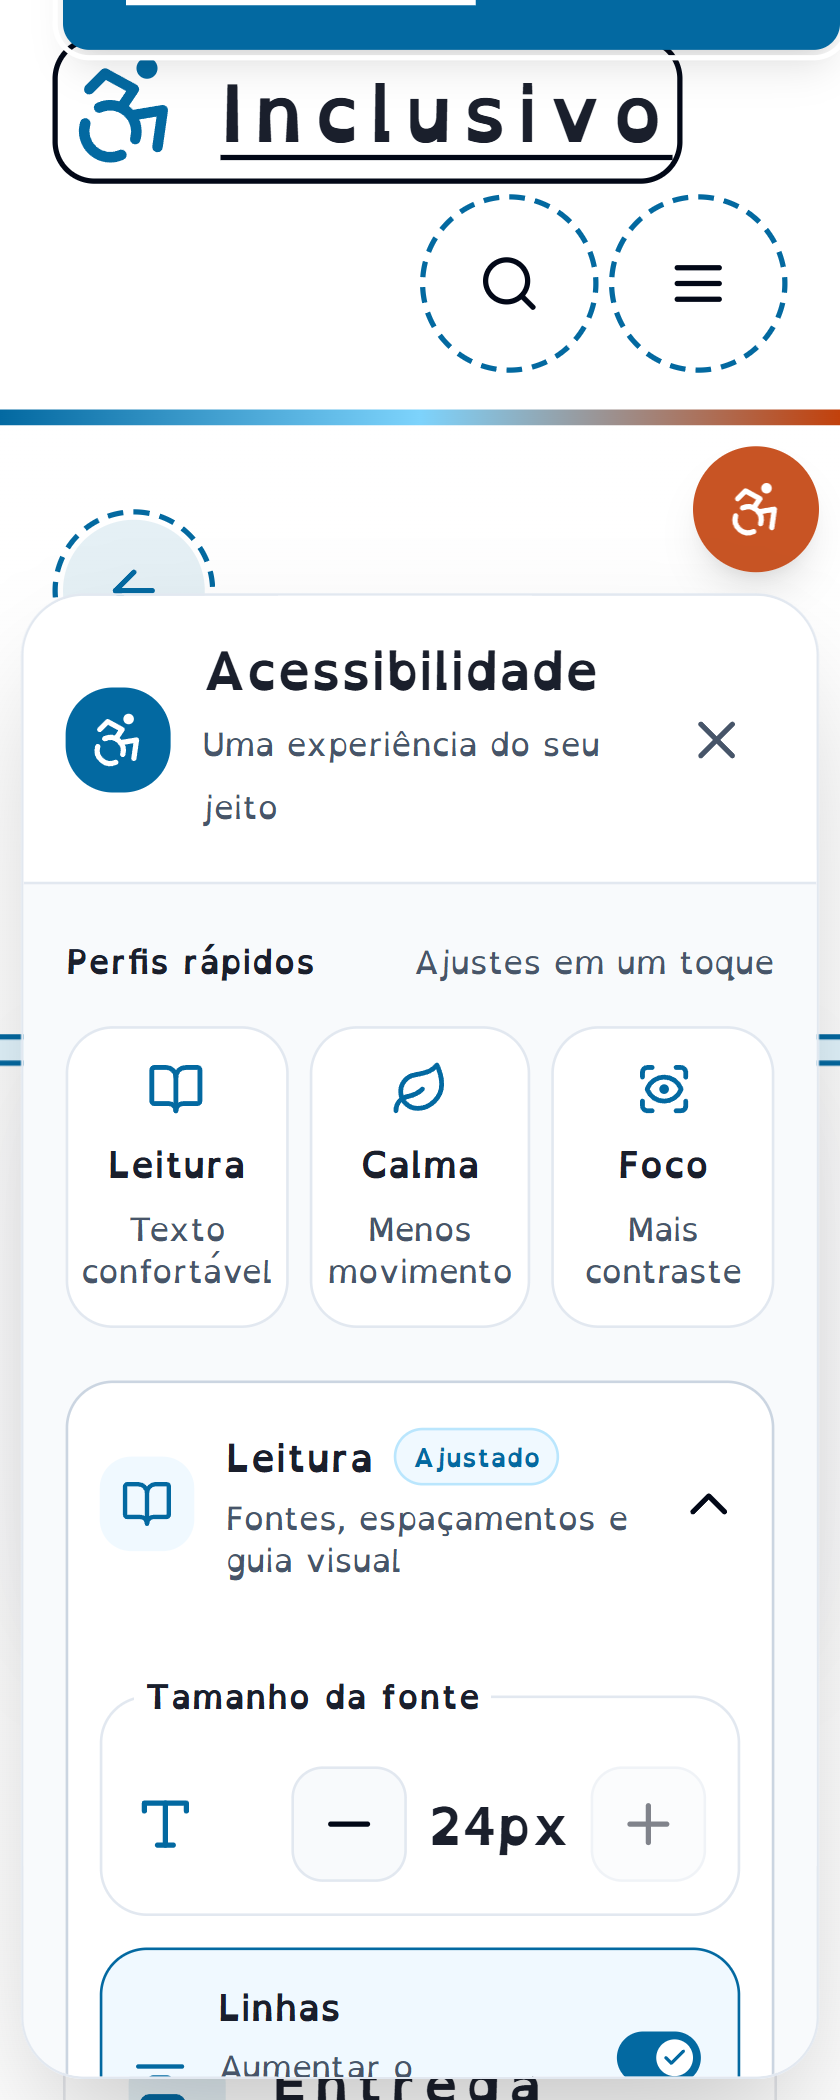 Inclusivo
Acessibilidade
Uma experiência do seu
jeito
Perfis rápidos
Ajustes em um toque
Leitura
Texto
confortável
Calma
Menos
movimento
Foco
Mais
contraste
Leitura
Ajustado
Fontes, espaçamentos e
guia visual
Tamanho da fonte
24px
Linhas
Aumentar o
Entrega